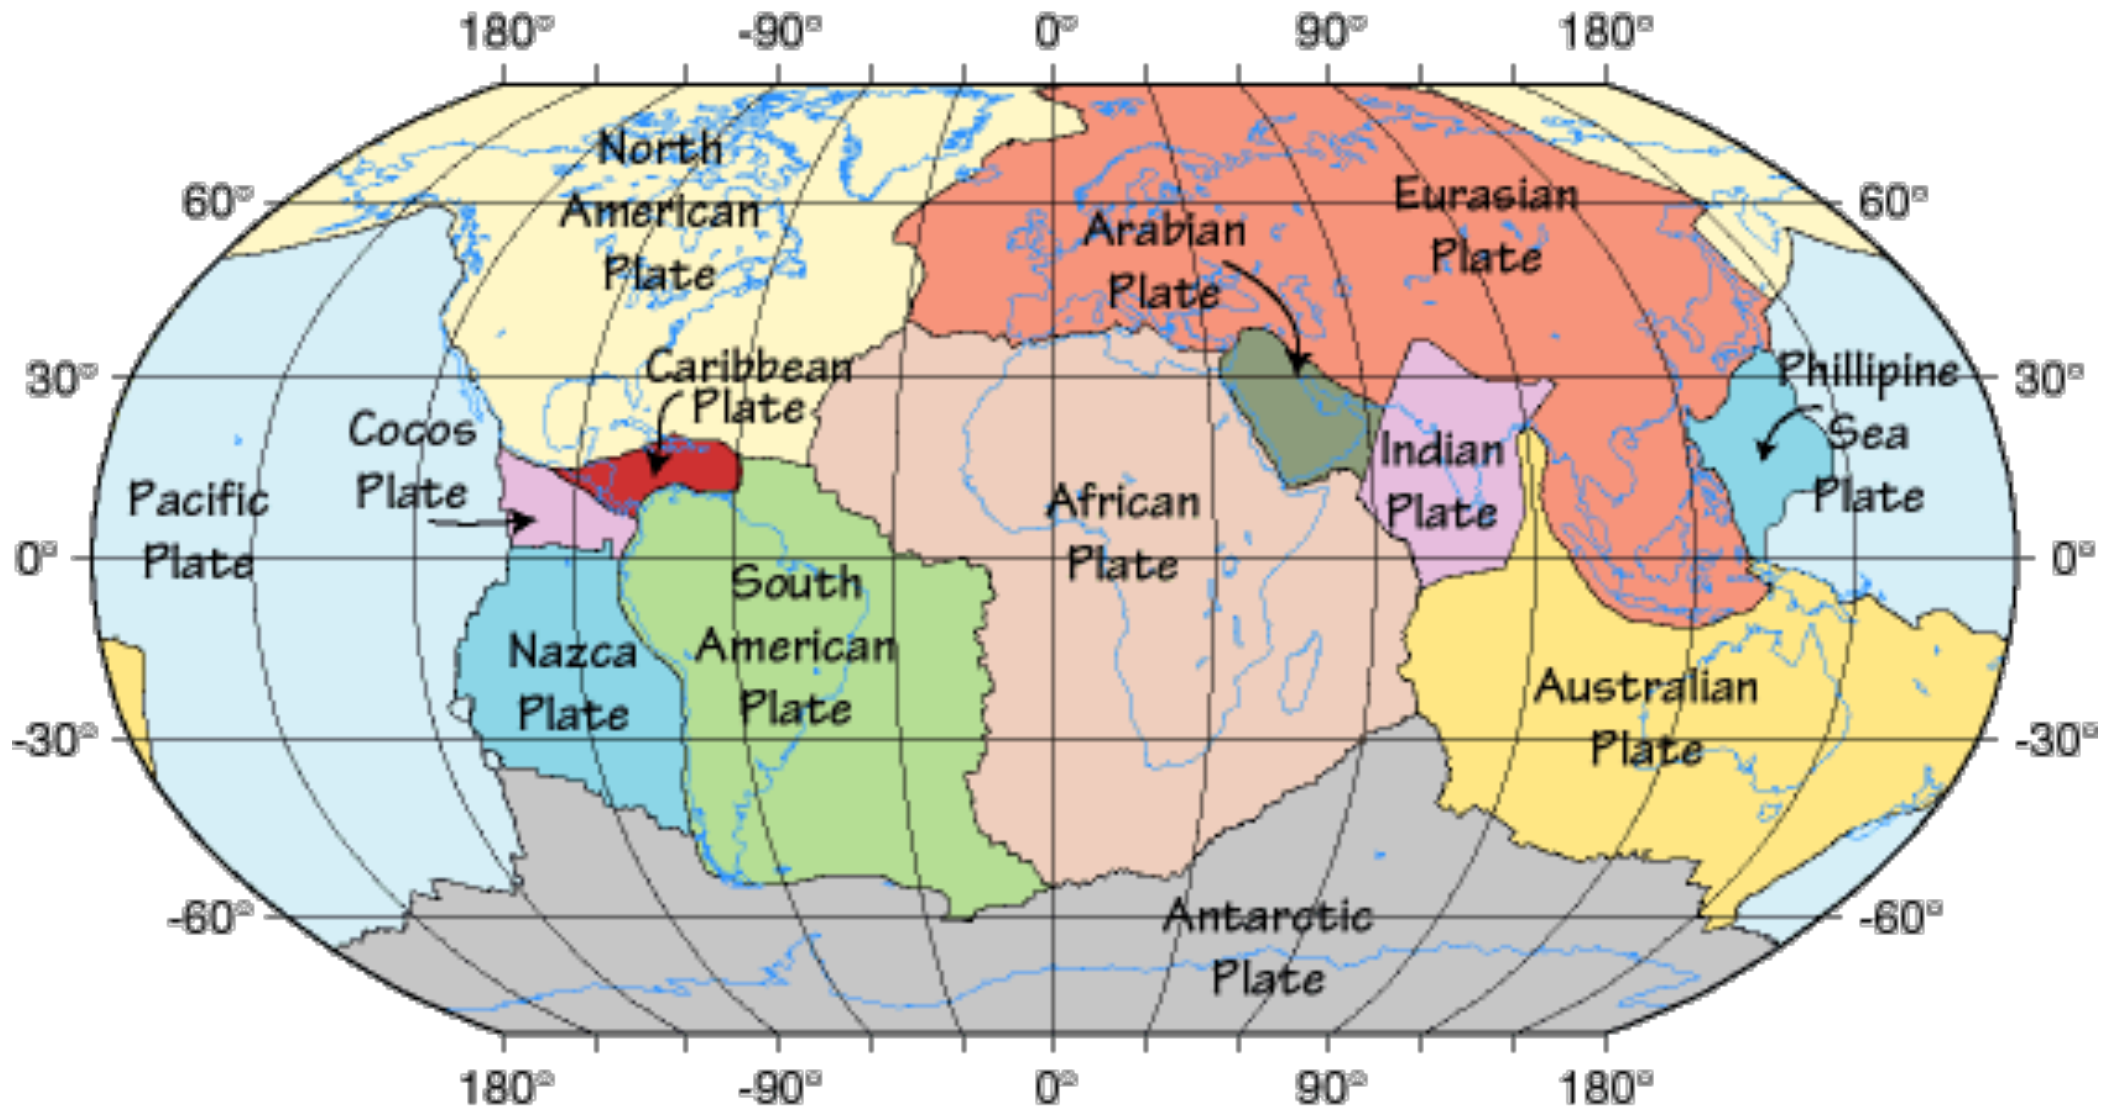 180° -90° 0° 90° 180°
North
American
Plate
60°
Eurasian
Plate
60°
Arabian
Plate
Caribbean
Plate
30°
Phillipine
Sea
Plate
30°
Cocos
Plate
Indian
Plate
Pacific
Plate
African
Plate
0°
0°
South
American
Plate
Nazca
Plate
Australian
Plate
-30°
-30°
Antarctic
Plate
-60°
-60°
180° -90° 0° 90° 180°